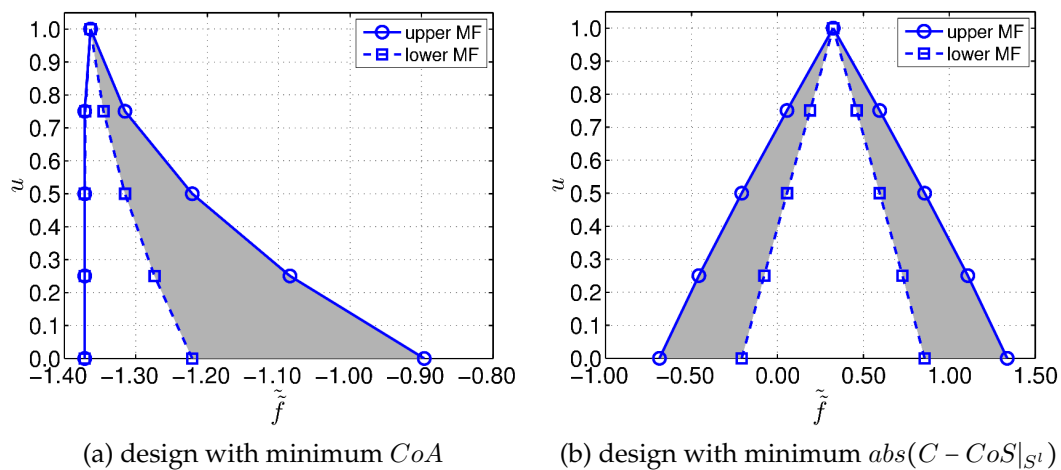 1.0
0.9
0.8
0.7
0.6
0.5
0.4
0.3
0.2
0.1
0.0
u
upper MF
lower MF
−1.40 −1.30 −1.20 −1.10 −1.00 −0.90 −0.80
f̃̃
(a) design with minimum CoA
1.0
0.9
0.8
0.7
0.6
0.5
0.4
0.3
0.2
0.1
0.0
u
upper MF
lower MF
−1.00 −0.50 0.00 0.50 1.00 1.50
f̃̃
(b) design with minimum abs(C − CoS|_{S^l})